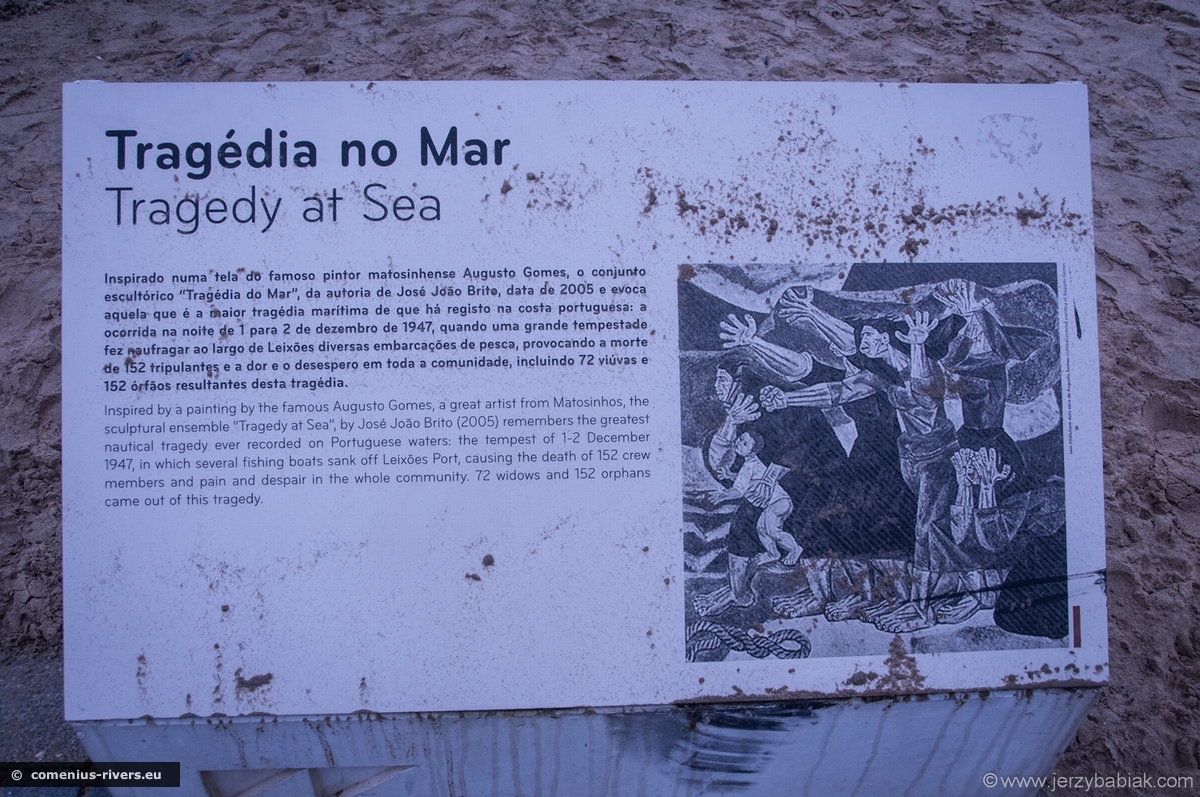 Tragédia no Mar
Tragedy at Sea
Inspirado numa tela do famoso pintor matosinhense Augusto Gomes, o conjunto
escultórico "Tragédia do Mar", da autoria de José João Brito, data de 2005 e evoca
aquela que é a maior tragédia marítima de que há registo na costa portuguesa: a
ocorrida na noite de 1 para 2 de dezembro de 1947, quando uma grande tempestade
fez naufragar ao largo de Leixões diversas embarcações de pesca, provocando a morte
de 152 tripulantes e a dor e o desespero em toda a comunidade, incluindo 72 viúvas e
152 órfãos resultantes desta tragédia.
Inspired by a painting by the famous Augusto Gomes, a great artist from Matosinhos, the
sculptural ensemble "Tragedy at Sea", by José João Brito (2005) remembers the greatest
nautical tragedy ever recorded on Portuguese waters: the tempest of 1-2 December
1947, in which several fishing boats sank off Leixões Port, causing the death of 152 crew
members and pain and despair in the whole community. 72 widows and 152 orphans
came out of this tragedy.
© comenius-rivers.eu
©www.jerzybabiak.com